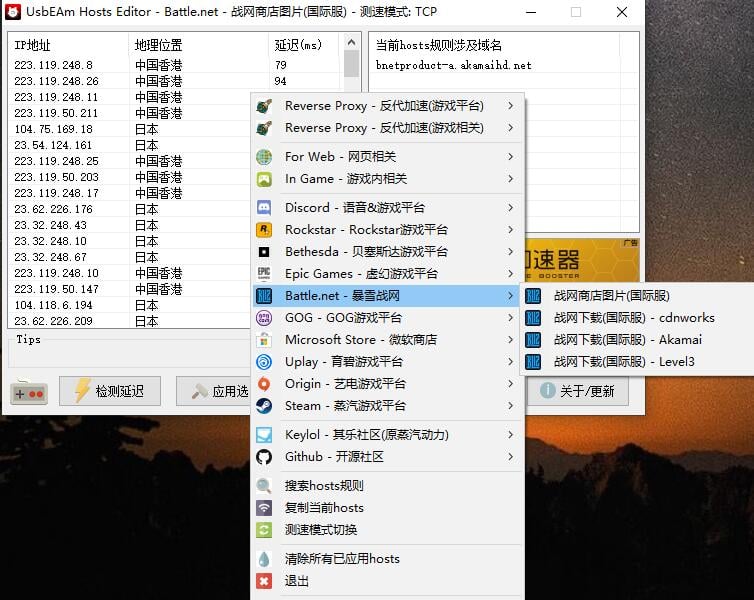 UsbEAm Hosts Editor - Battle.net - 战网商店图片(国际服) - 测速模式: TCP
IP地址 地理位置 延迟(ms)
223.119.248.8 中国香港 79
223.119.248.26 中国香港 94
223.119.248.11 中国香港
223.119.50.211 中国香港
104.75.169.18 日本
23.54.124.161 日本
223.119.248.25 中国香港
223.119.50.203 中国香港
223.119.248.17 中国香港
23.62.226.176 日本
23.32.248.43 日本
23.32.248.10 日本
23.32.248.67 日本
223.119.248.10 中国香港
223.119.50.147 中国香港
104.118.6.194 日本
23.62.226.209 日本
当前hosts规则涉及域名
bnetproduct-a.akamaihd.net
广告
速器
BOOSTER
Tips
检测延迟
应用选
关于/更新
Reverse Proxy - 反代加速(游戏平台)
Reverse Proxy - 反代加速(游戏相关)
For Web - 网页相关
In Game - 游戏内相关
Discord - 语音&游戏平台
Rockstar - Rockstar游戏平台
Bethesda - 贝塞斯达游戏平台
EPIC
Epic Games - 虚幻游戏平台
Battle.net - 暴雪战网
GOG - GOG游戏平台
Microsoft Store - 微软商店
Uplay - 育碧游戏平台
Origin - 艺电游戏平台
Steam - 蒸汽游戏平台
Keylol - 其乐社区(原蒸汽动力)
Github - 开源社区
搜索hosts规则
复制当前hosts
测速模式切换
清除所有已应用hosts
退出
战网商店图片(国际服)
战网下载(国际服) - cdnworks
战网下载(国际服) - Akamai
战网下载(国际服) - Level3